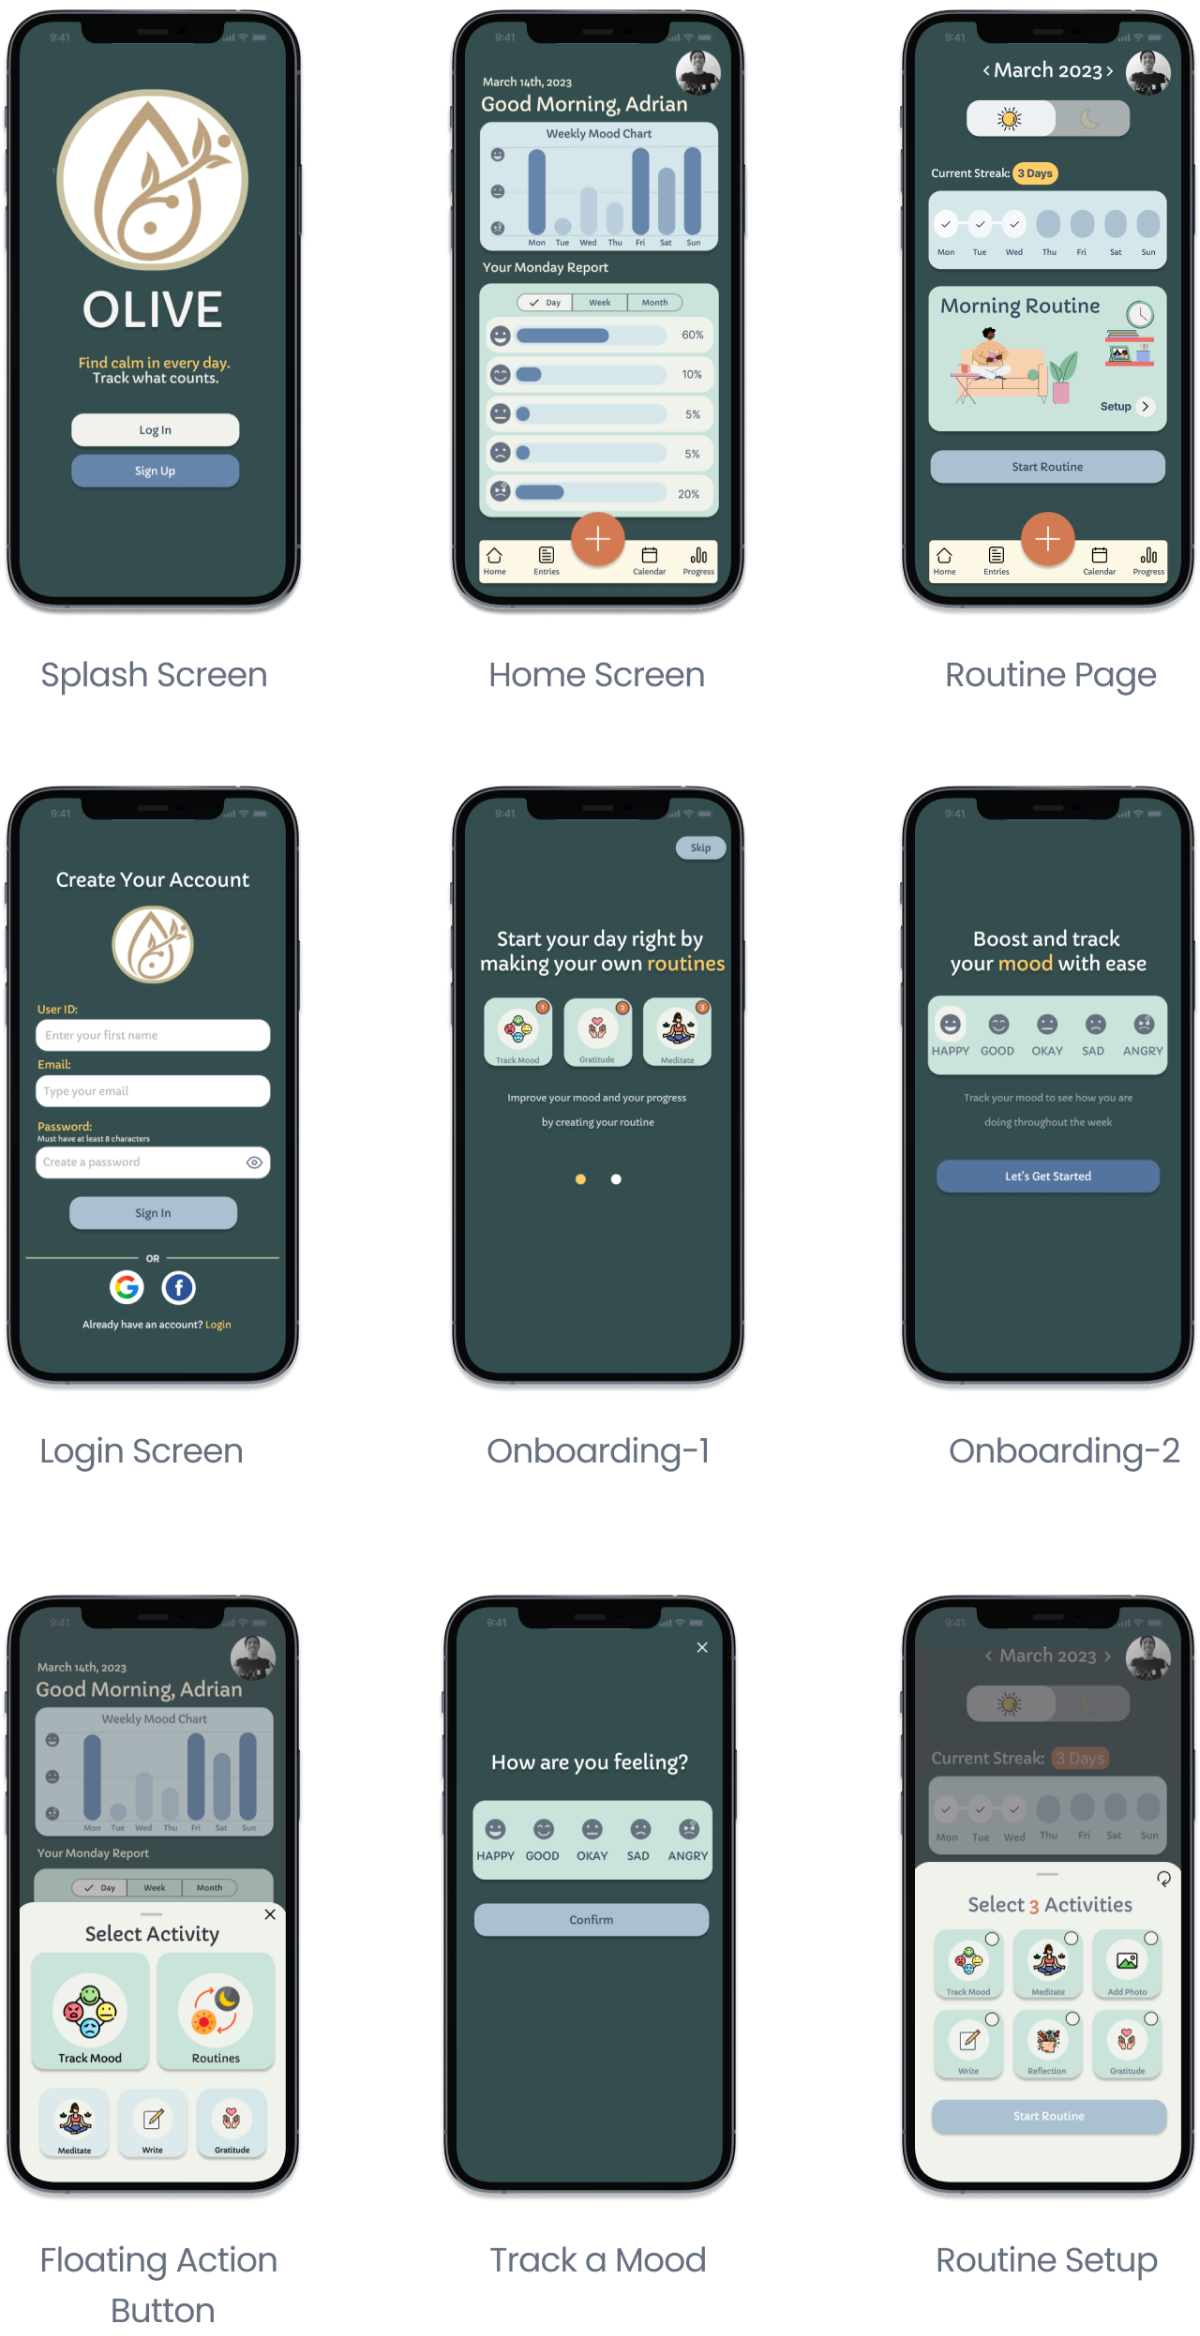 9:41
OLIVE
Find calm in every day.
Track what counts.
Log In
Sign Up
Splash Screen
9:41
March 14th, 2023
Good Morning, Adrian
Weekly Mood Chart
Mon Tue Wed Thu Fri Sat Sun
Your Monday Report
Day Week Month
60%
10%
5%
5%
20%
Home Entries Calendar Progress
Home Screen
9:41
< March 2023 >
Current Streak: 3 Days
Mon Tue Wed Thu Fri Sat Sun
Morning Routine
Setup >
Start Routine
Home Entries Calendar Progress
Routine Page
9:41
Create Your Account
User ID:
Enter your first name
Email:
Type your email
Password:
Must have at least 8 characters
Create a password
Sign In
OR
G f
Already have an account? Login
Login Screen
9:41
Skip
Start your day right by
making your own routines
1 2 3
Track Mood Gratitude Meditate
Improve your mood and your progress
by creating your routine
Onboarding-1
9:41
Boost and track
your mood with ease
HAPPY GOOD OKAY SAD ANGRY
Track your mood to see how you are
doing throughout the week
Let's Get Started
Onboarding-2
9:41
March 14th, 2023
Good Morning, Adrian
Weekly Mood Chart
Mon Tue Wed Thu Fri Sat Sun
Your Monday Report
Day Week Month
Select Activity
Track Mood Routines
Meditate Write Gratitude
Floating Action
Button
9:41
How are you feeling?
HAPPY GOOD OKAY SAD ANGRY
Confirm
Track a Mood
9:41
< March 2023 >
Current Streak: 3 Days
Mon Tue Wed Thu Fri Sat Sun
Select 3 Activities
Track Mood Meditate Add Photo
Write Reflection Gratitude
Start Routine
Routine Setup